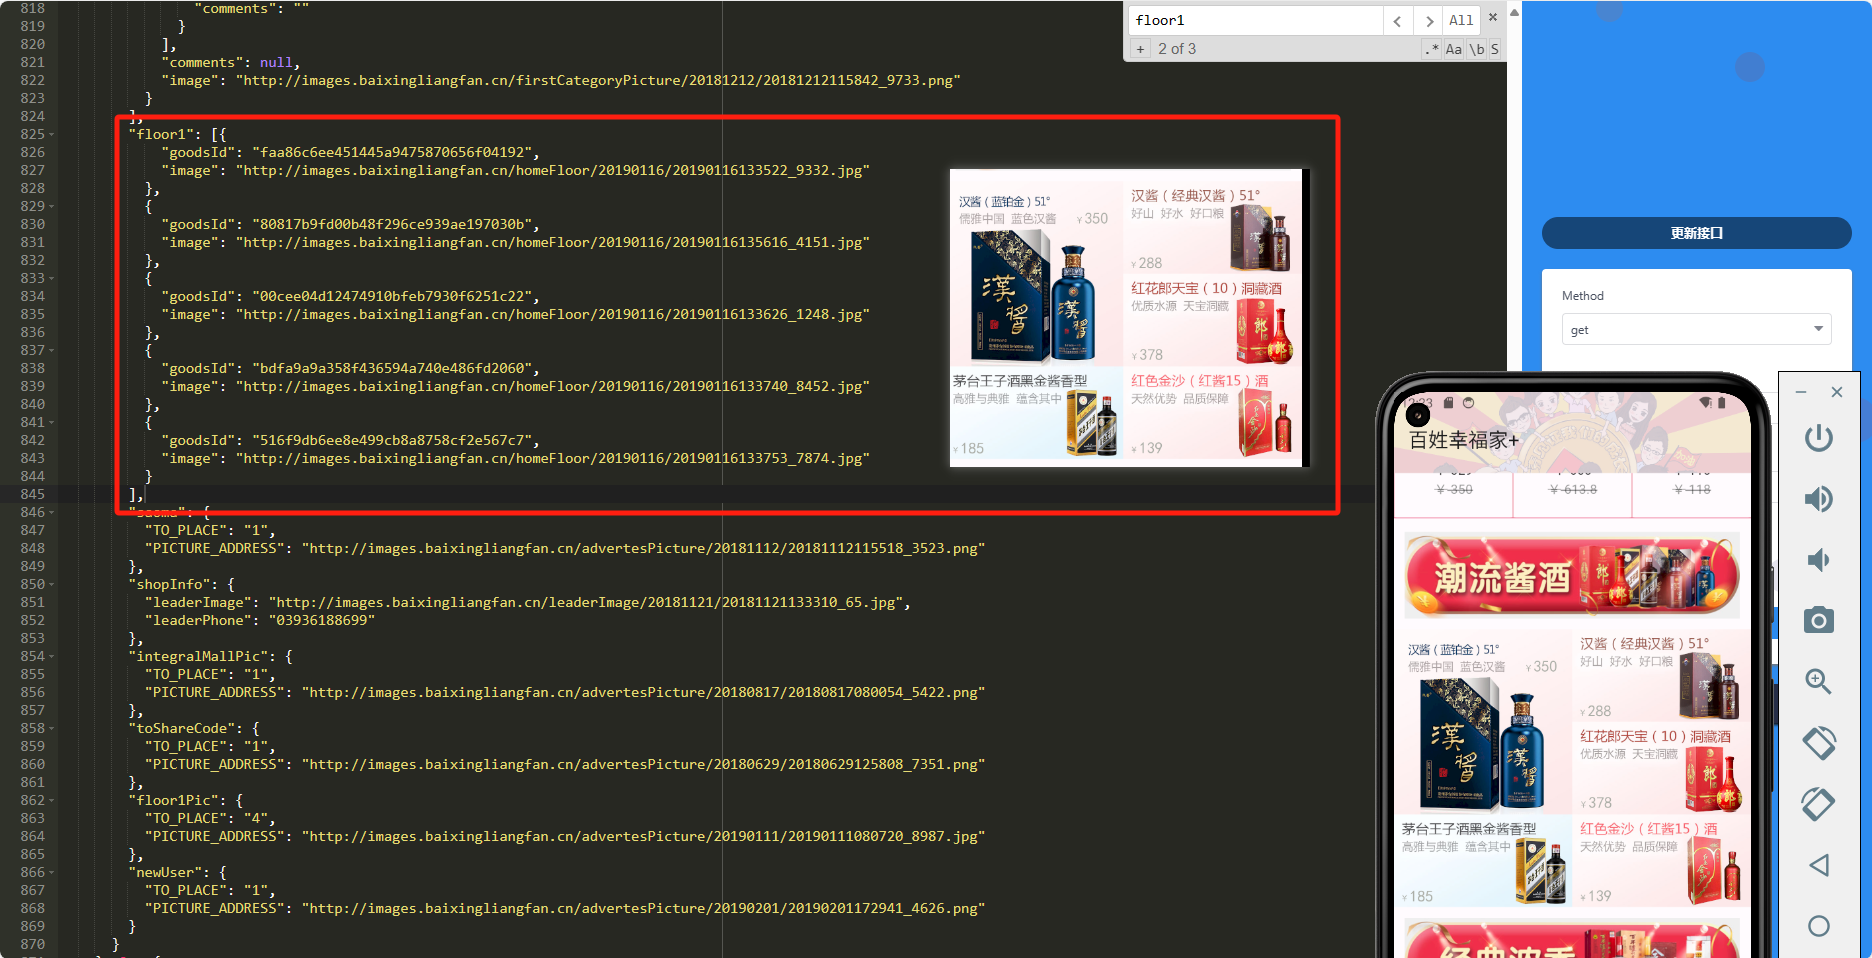 818 "comments": ""
819 }
820 ],
821 "comments": null,
822 "image": "http://images.baixingliangfan.cn/firstCategoryPicture/20181212/20181212115842_9733.png"
823 }
824 ],
825 "floor1": [{
826 "goodsId": "faa86c6ee451445a9475870656f04192",
827 "image": "http://images.baixingliangfan.cn/homeFloor/20190116/20190116133522_9332.jpg"
828 },
829 {
830 "goodsId": "80817b9fd00b48f296ce939ae197030b",
831 "image": "http://images.baixingliangfan.cn/homeFloor/20190116/20190116135616_4151.jpg"
832 },
833 {
834 "goodsId": "00cee04d12474910bfeb7930f6251c22",
835 "image": "http://images.baixingliangfan.cn/homeFloor/20190116/20190116133626_1248.jpg"
836 },
837 {
838 "goodsId": "bdfa9a9a358f436594a740e486fd2060",
839 "image": "http://images.baixingliangfan.cn/homeFloor/20190116/20190116133740_8452.jpg"
840 },
841 {
842 "goodsId": "516f9db6ee8e499cb8a8758cf2e567c7",
843 "image": "http://images.baixingliangfan.cn/homeFloor/20190116/20190116133753_7874.jpg"
844 }
845 ],
846 "saoma": {
847 "TO_PLACE": "1",
848 "PICTURE_ADDRESS": "http://images.baixingliangfan.cn/advertesPicture/20181112/20181112115518_3523.png"
849 },
850 "shopInfo": {
851 "leaderImage": "http://images.baixingliangfan.cn/leaderImage/20181121/20181121133310_65.jpg",
852 "leaderPhone": "03936188699"
853 },
854 "integralMallPic": {
855 "TO_PLACE": "1",
856 "PICTURE_ADDRESS": "http://images.baixingliangfan.cn/advertesPicture/20180817/20180817080054_5422.png"
857 },
858 "toShareCode": {
859 "TO_PLACE": "1",
860 "PICTURE_ADDRESS": "http://images.baixingliangfan.cn/advertesPicture/20180629/20180629125808_7351.png"
861 },
862 "floor1Pic": {
863 "TO_PLACE": "4",
864 "PICTURE_ADDRESS": "http://images.baixingliangfan.cn/advertesPicture/20190111/20190111080720_8987.jpg"
865 },
866 "newUser": {
867 "TO_PLACE": "1",
868 "PICTURE_ADDRESS": "http://images.baixingliangfan.cn/advertesPicture/20190201/20190201172941_4626.png"
869 }
870 }
floor1 All
+ 2 of 3 .* Aa \b S
汉酱（蓝铂金）51°
儒雅中国 蓝色汉酱 ¥350
漢酱 漢酱
汉酱（经典汉酱）51°
好山 好水 好口粮
¥288
红花郎天宝（10）洞藏酒
优质水源 天宝洞藏
郎
¥378
茅台王子酒黑金酱香型
高雅与典雅 蕴含其中
¥185
红色金沙（红酱15）酒
天然优势 品质保障
¥139
更新接口
Method
get
百姓幸福家+
¥ 350 ¥ 613.8 ¥ 118
潮流酱酒
汉酱（蓝铂金）51°
儒雅中国 蓝色汉酱 ¥350
漢酱 漢酱
汉酱（经典汉酱）51°
好山 好水 好口粮
¥288
红花郎天宝（10）洞藏酒
优质水源 天宝洞藏
郎
¥378
茅台王子酒黑金酱香型
高雅与典雅 蕴含其中
¥185
红色金沙（红酱15）酒
天然优势 品质保障
¥139